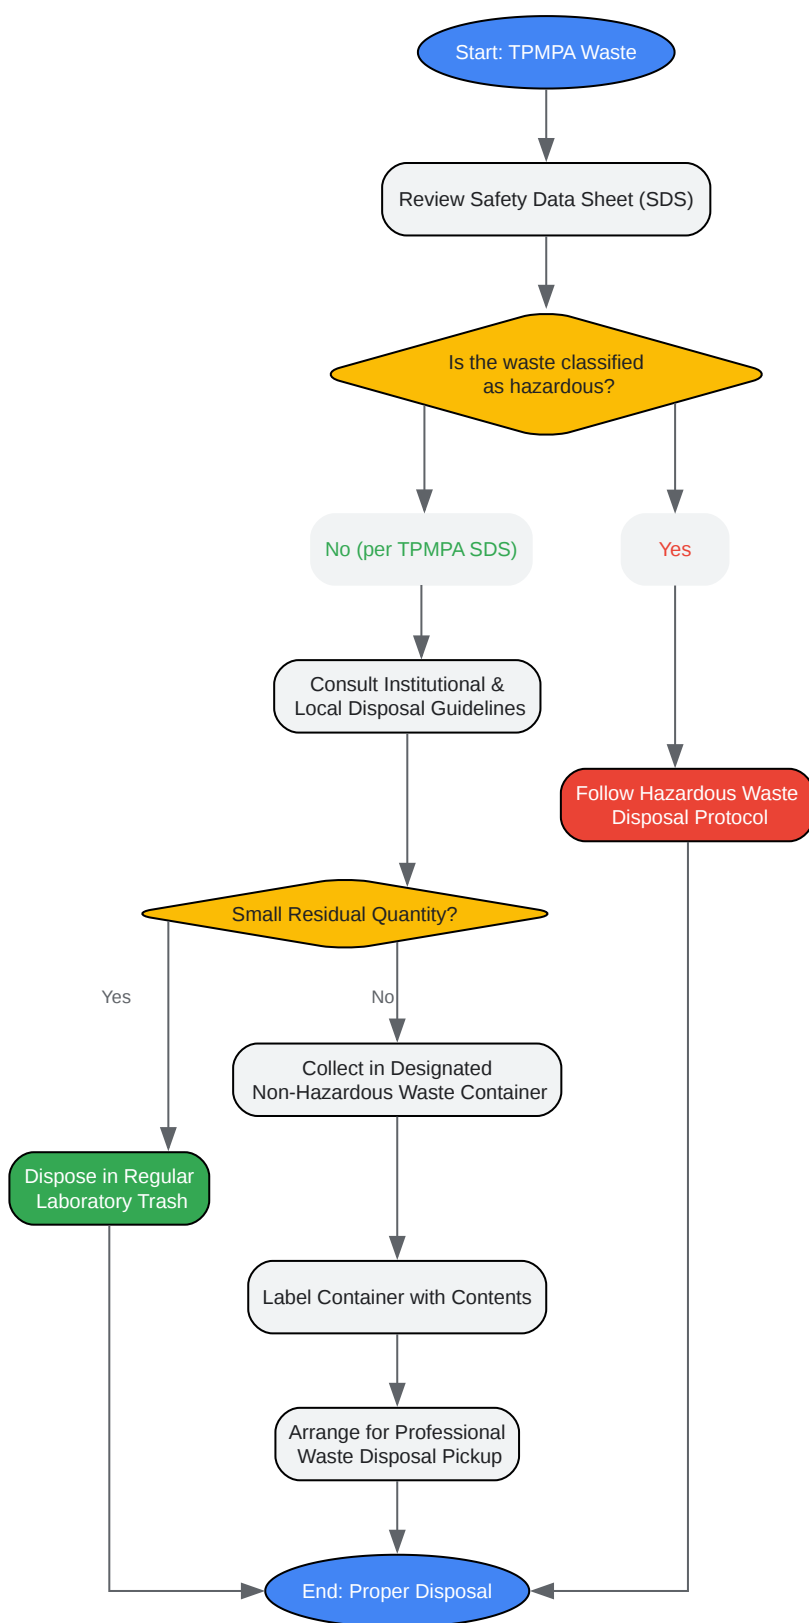 Start: TPMPA Waste
Review Safety Data Sheet (SDS)
Is the waste classified
as hazardous?
No (per TPMPA SDS)
Yes
Consult Institutional &
Local Disposal Guidelines
Follow Hazardous Waste
Disposal Protocol
Small Residual Quantity?
Yes
No
Collect in Designated
Non-Hazardous Waste Container
Dispose in Regular
Laboratory Trash
Label Container with Contents
Arrange for Professional
Waste Disposal Pickup
End: Proper Disposal